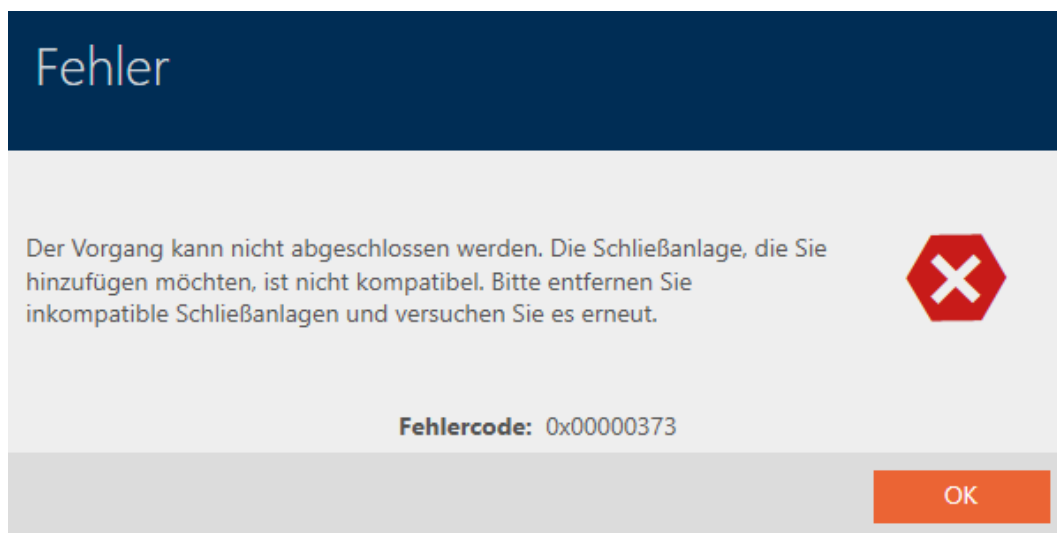 Fehler
Der Vorgang kann nicht abgeschlossen werden. Die Schließanlage, die Sie
hinzufügen möchten, ist nicht kompatibel. Bitte entfernen Sie
inkompatible Schließanlagen und versuchen Sie es erneut.
Fehlercode: 0x00000373
OK